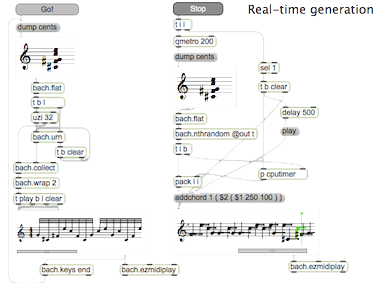 Go!
dump cents
bach.flat
t b l
uzi 32
bach.urn
t b clear
bach.collect
bach.wrap 2
t play b l clear
bach.keys end
bach.ezmidiplay
Stop
Real-time generation
t l i
qmetro 200
dump cents
sel 1
t b clear
delay 500
play
bach.flat
bach.nthrandom @out t
t l b
p cputimer
pack l i
addchord 1 ( $2 ( $1 250 100 ) )
bach.ezmidiplay